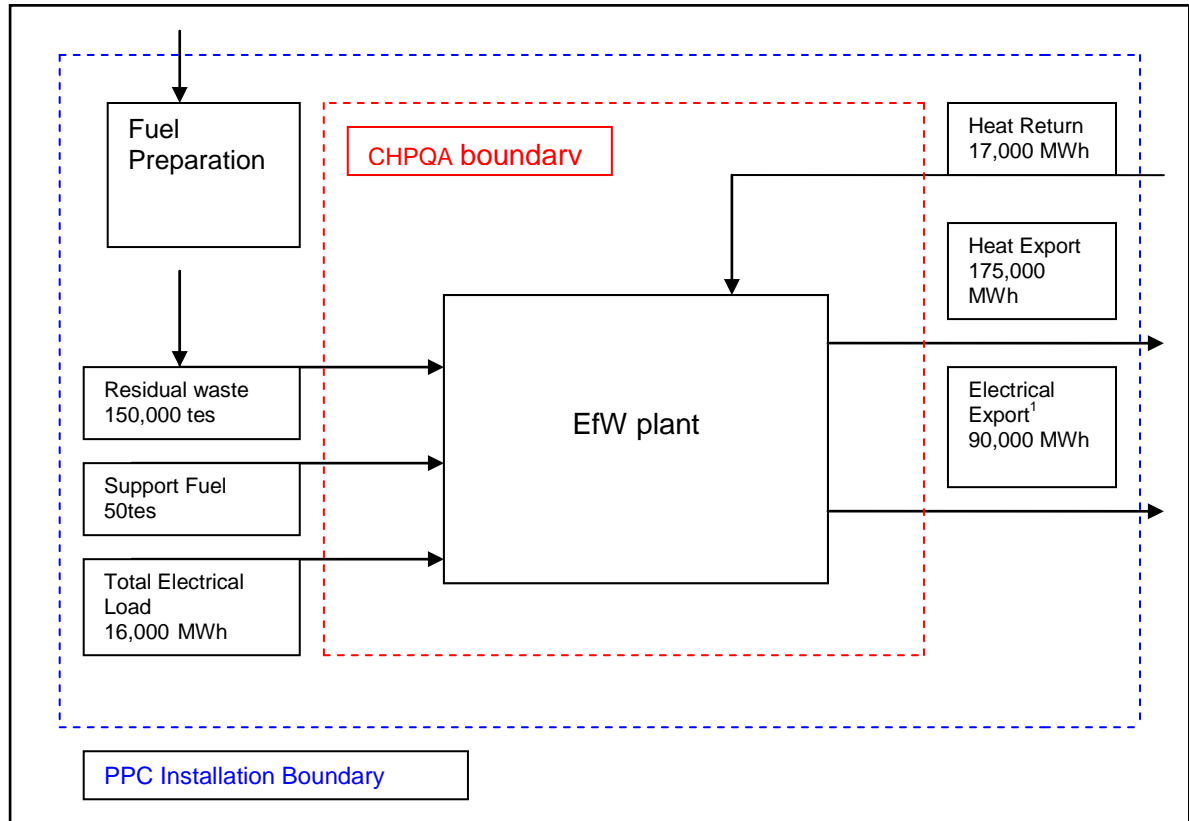 Fuel
Preparation
CHPQA boundary
Heat Return
17,000 MWh
Heat Export
175,000
MWh
Residual waste
150,000 tes
Electrical
Export¹
90,000 MWh
EfW plant
Support Fuel
50tes
Total Electrical
Load
16,000 MWh
PPC Installation Boundary